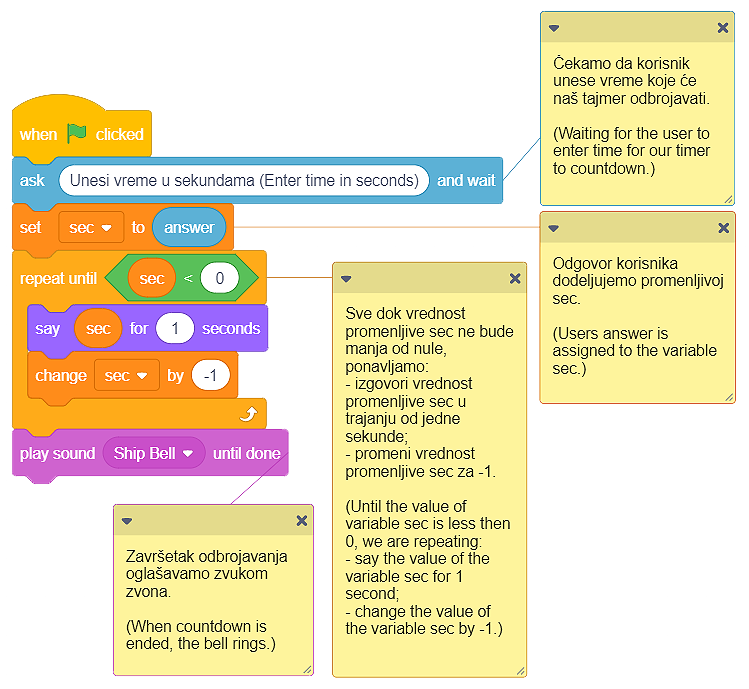 when clicked
ask Unesi vreme u sekundama (Enter time in seconds) and wait
set sec to answer
repeat until sec < 0
say sec for 1 seconds
change sec by -1
play sound Ship Bell until done
Čekamo da korisnik
unese vreme koje će
naš tajmer odbrojavati.
(Waiting for the user to
enter time for our timer
to countdown.)
Odgovor korisnika
dodeljujemo promenljivoj
sec.
(Users answer is
assigned to the variable
sec.)
Sve dok vrednost
promenljive sec ne bude
manja od nule,
ponavljamo:
- izgovori vrednost
promenljive sec u
trajanju od jedne
sekunde;
- promeni vrednost
promenljive sec za -1.
(Until the value of
variable sec is less then
0, we are repeating:
- say the value of the
variable sec for 1
second;
- change the value of
the variable sec by -1.)
Završetak odbrojavanja
oglašavamo zvukom
zvona.
(When countdown is
ended, the bell rings.)